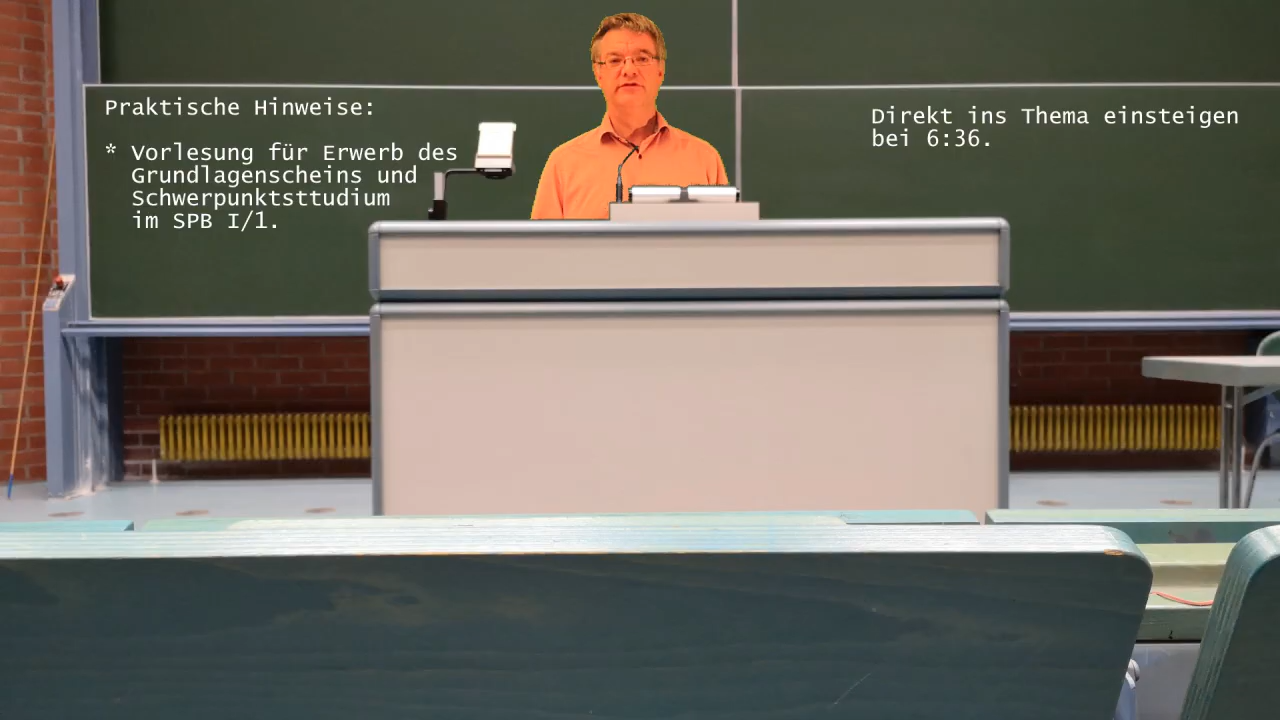 Praktische Hinweise:
* Vorlesung für Erwerb des
Grundlagenscheins und
Schwerpunktsttudium
im SPB I/1.
Direkt ins Thema einsteigen
bei 6:36.